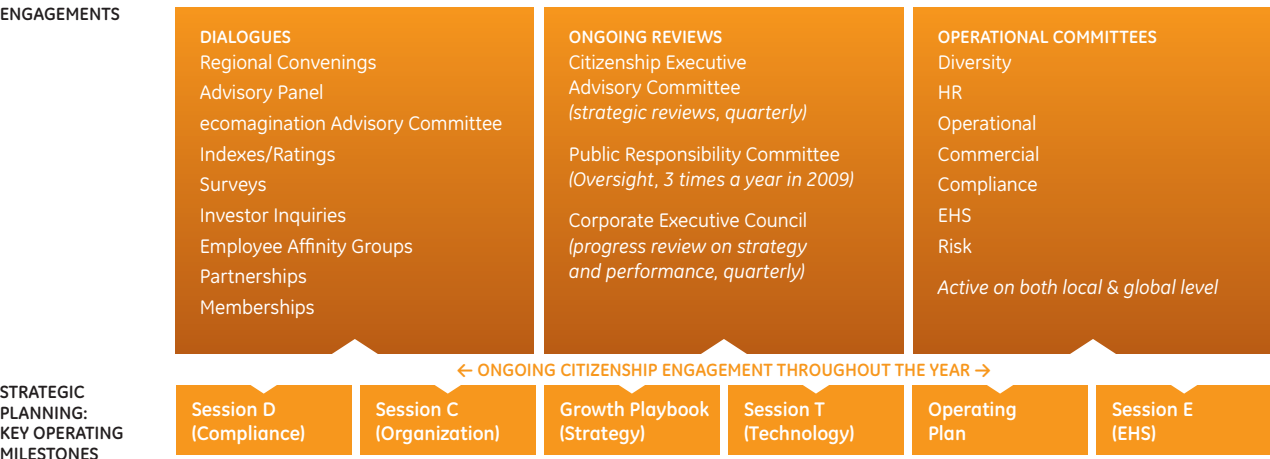 ENGAGEMENTS
DIALOGUES
Regional Convenings
Advisory Panel
ecomagination Advisory Committee
Indexes/Ratings
Surveys
Investor Inquiries
Employee Affinity Groups
Partnerships
Memberships
ONGOING REVIEWS
Citizenship Executive
Advisory Committee
(strategic reviews, quarterly)
Public Responsibility Committee
(Oversight, 3 times a year in 2009)
Corporate Executive Council
(progress review on strategy
and performance, quarterly)
OPERATIONAL COMMITTEES
Diversity
HR
Operational
Commercial
Compliance
EHS
Risk
Active on both local & global level
← ONGOING CITIZENSHIP ENGAGEMENT THROUGHOUT THE YEAR →
STRATEGIC
PLANNING:
KEY OPERATING
MILESTONES
Session D
(Compliance)
Session C
(Organization)
Growth Playbook
(Strategy)
Session T
(Technology)
Operating
Plan
Session E
(EHS)